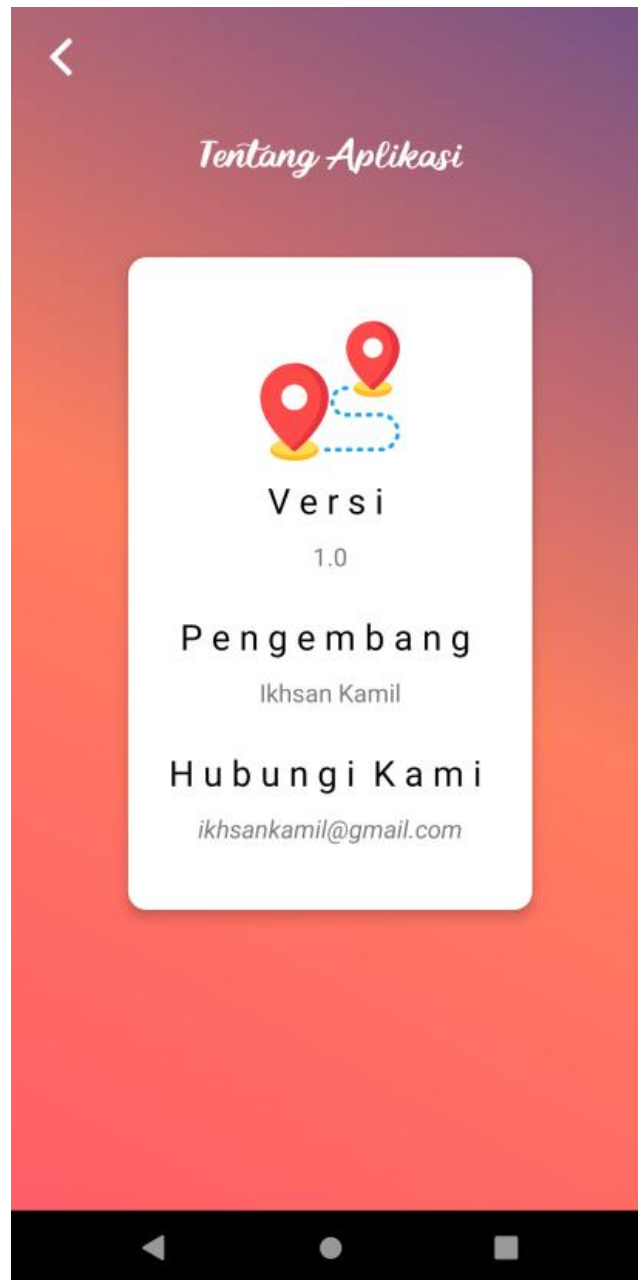 Tentang Aplikasi
Versi
1.0
Pengembang
Ikhsan Kamil
Hubungi Kami
ikhsankamil@gmail.com